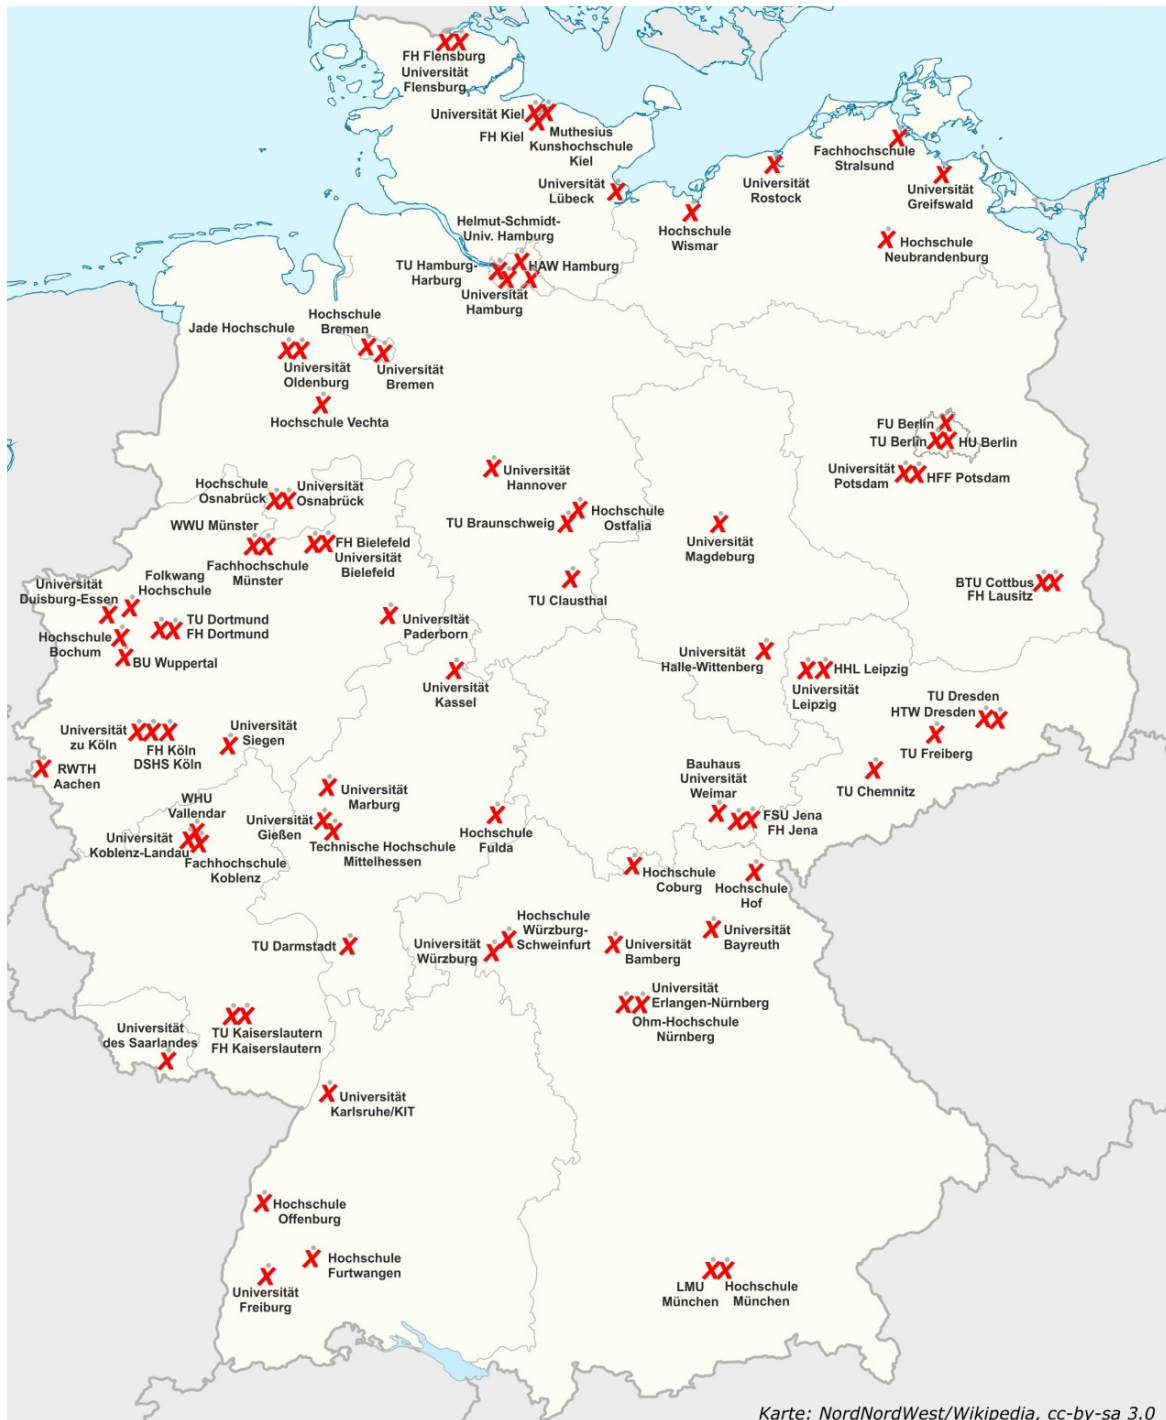 FH Flensburg
Universität
Flensburg
Universität Kiel
FH Kiel
Muthesius
Kunshochschule
Kiel
Universität
Lübeck
Fachhochschule
Stralsund
Universität
Rostock
Universität
Greifswald
Hochschule
Wismar
Hochschule
Neubrandenburg
Helmut-Schmidt-
Univ. Hamburg
TU Hamburg-
Harburg
HAW Hamburg
Universität
Hamburg
Hochschule
Bremen
Jade Hochschule
Universität
Oldenburg
Universität
Bremen
Hochschule Vechta
FU Berlin
TU Berlin
HU Berlin
Universität
Potsdam
HFF Potsdam
Universität
Hannover
Hochschule
Osnabrück
Universität
Osnabrück
TU Braunschweig
Hochschule
Ostfalia
Universität
Magdeburg
WWU Münster
Fachhochschule
Münster
FH Bielefeld
Universität
Bielefeld
Universität
Duisburg-Essen
Folkwang
Hochschule
TU Clausthal
BTU Cottbus
FH Lausitz
TU Dortmund
FH Dortmund
Universität
Paderborn
Hochschule
Bochum
BU Wuppertal
Universität
Halle-Wittenberg
HHL Leipzig
Universität
Leipzig
Universität
Kassel
TU Dresden
HTW Dresden
TU Freiberg
Universität
zu Köln
FH Köln
DSHS Köln
Universität
Siegen
RWTH
Aachen
TU Chemnitz
Bauhaus
Universität
Weimar
FSU Jena
FH Jena
Universität
Marburg
WHU
Vallendar
Universität
Gießen
Technische Hochschule
Mittelhessen
Hochschule
Fulda
Universität
Koblenz-Landau
Fachhochschule
Koblenz
Hochschule
Coburg
Hochschule
Hof
TU Darmstadt
Universität
Würzburg
Hochschule
Würzburg-
Schweinfurt
Universität
Bamberg
Universität
Bayreuth
Universität
Erlangen-Nürnberg
Ohm-Hochschule
Nürnberg
Universität
des Saarlandes
TU Kaiserslautern
FH Kaiserslautern
Universität
Karlsruhe/KIT
Hochschule
Offenburg
Hochschule
Furtwangen
Universität
Freiburg
LMU
München
Hochschule
München
Karte: NordNordWest/Wikipedia, cc-by-sa 3.0